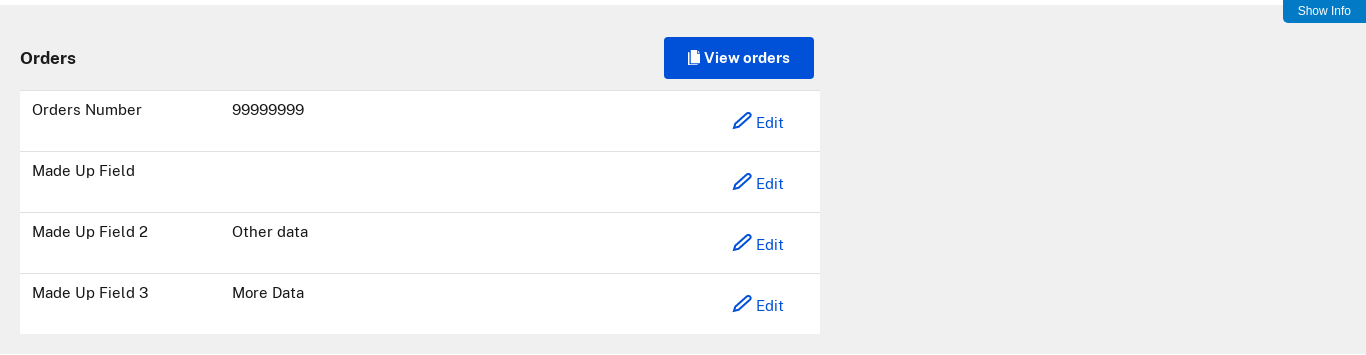 Show Info
Orders
View orders
Orders Number 99999999
Edit
Made Up Field
Edit
Made Up Field 2 Other data
Edit
Made Up Field 3 More Data
Edit